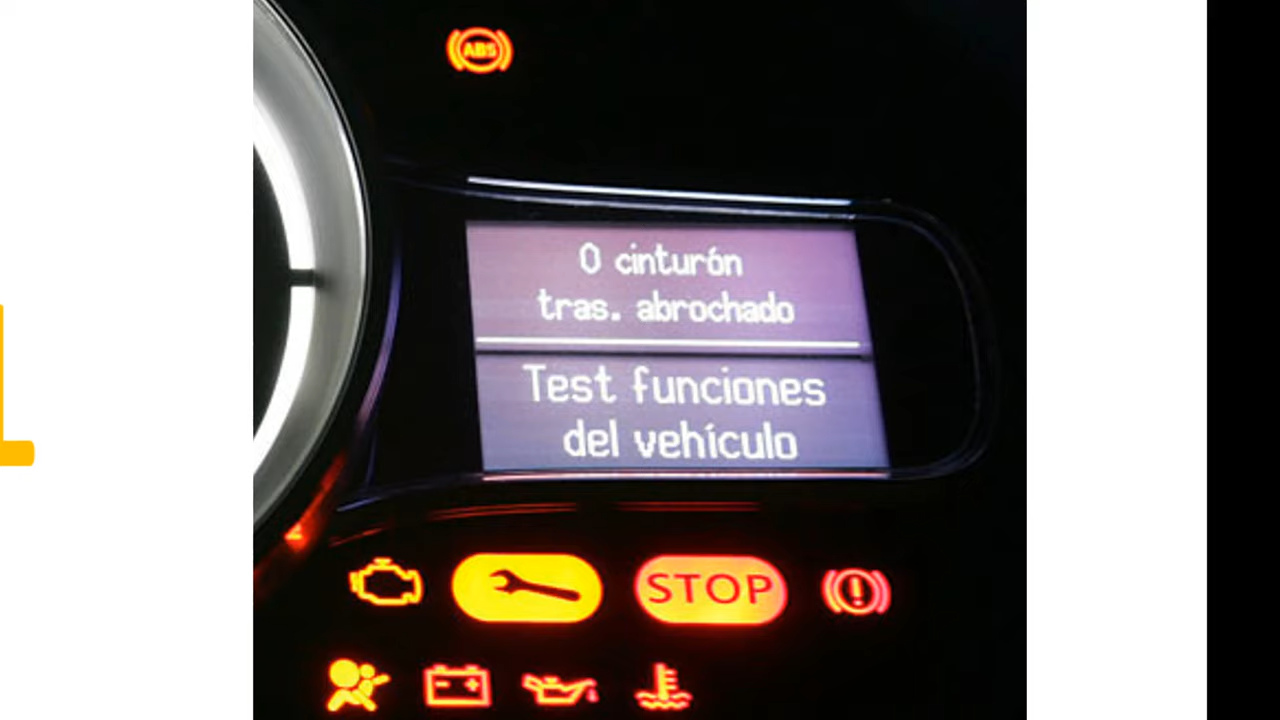 ABS
0 cinturón
tras. abrochado
Test funciones
del vehículo
STOP